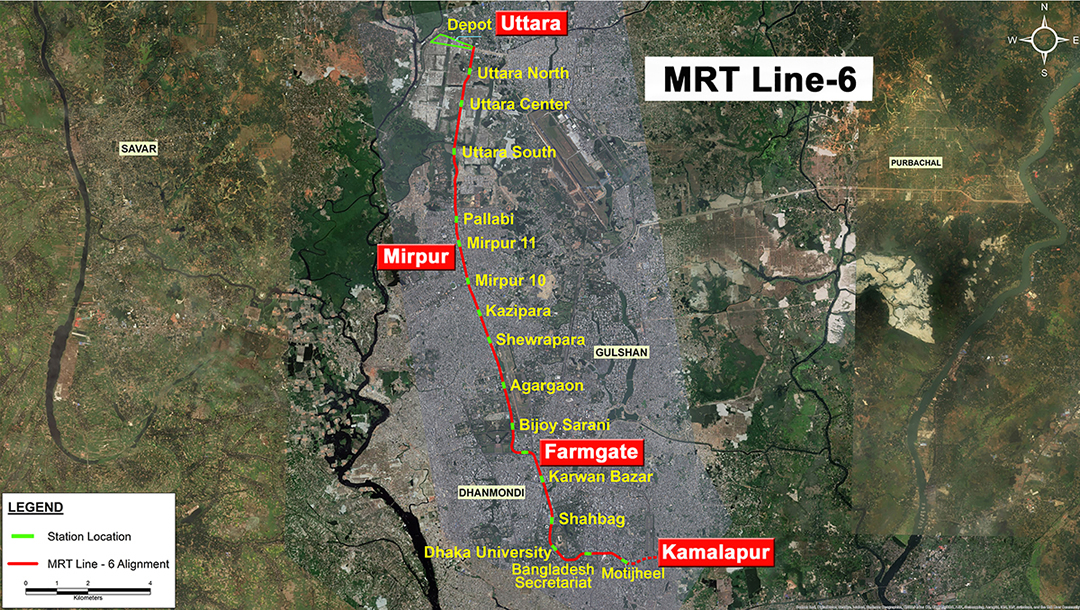 N
W E
S
Depot
Uttara
MRT Line-6
Uttara North
Uttara Center
SAVAR
Uttara South
PURBACHAL
Pallabi
Mirpur 11
Mirpur
Mirpur 10
Kazipara
Shewrapara
GULSHAN
Agargaon
Bijoy Sarani
Farmgate
Karwan Bazar
DHANMONDI
Shahbag
Dhaka University
Kamalapur
Bangladesh
Secretariat
Motijheel
LEGEND
Station Location
MRT Line - 6 Alignment
0 1 2 4
Kilometers